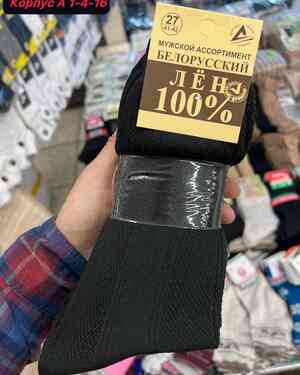 Корпус А 1-4-16
27
41-42
МУЖСКОЙ АССОРТИМЕНТ
БЕЛОРУССКИЙ
ЛЁН
100%